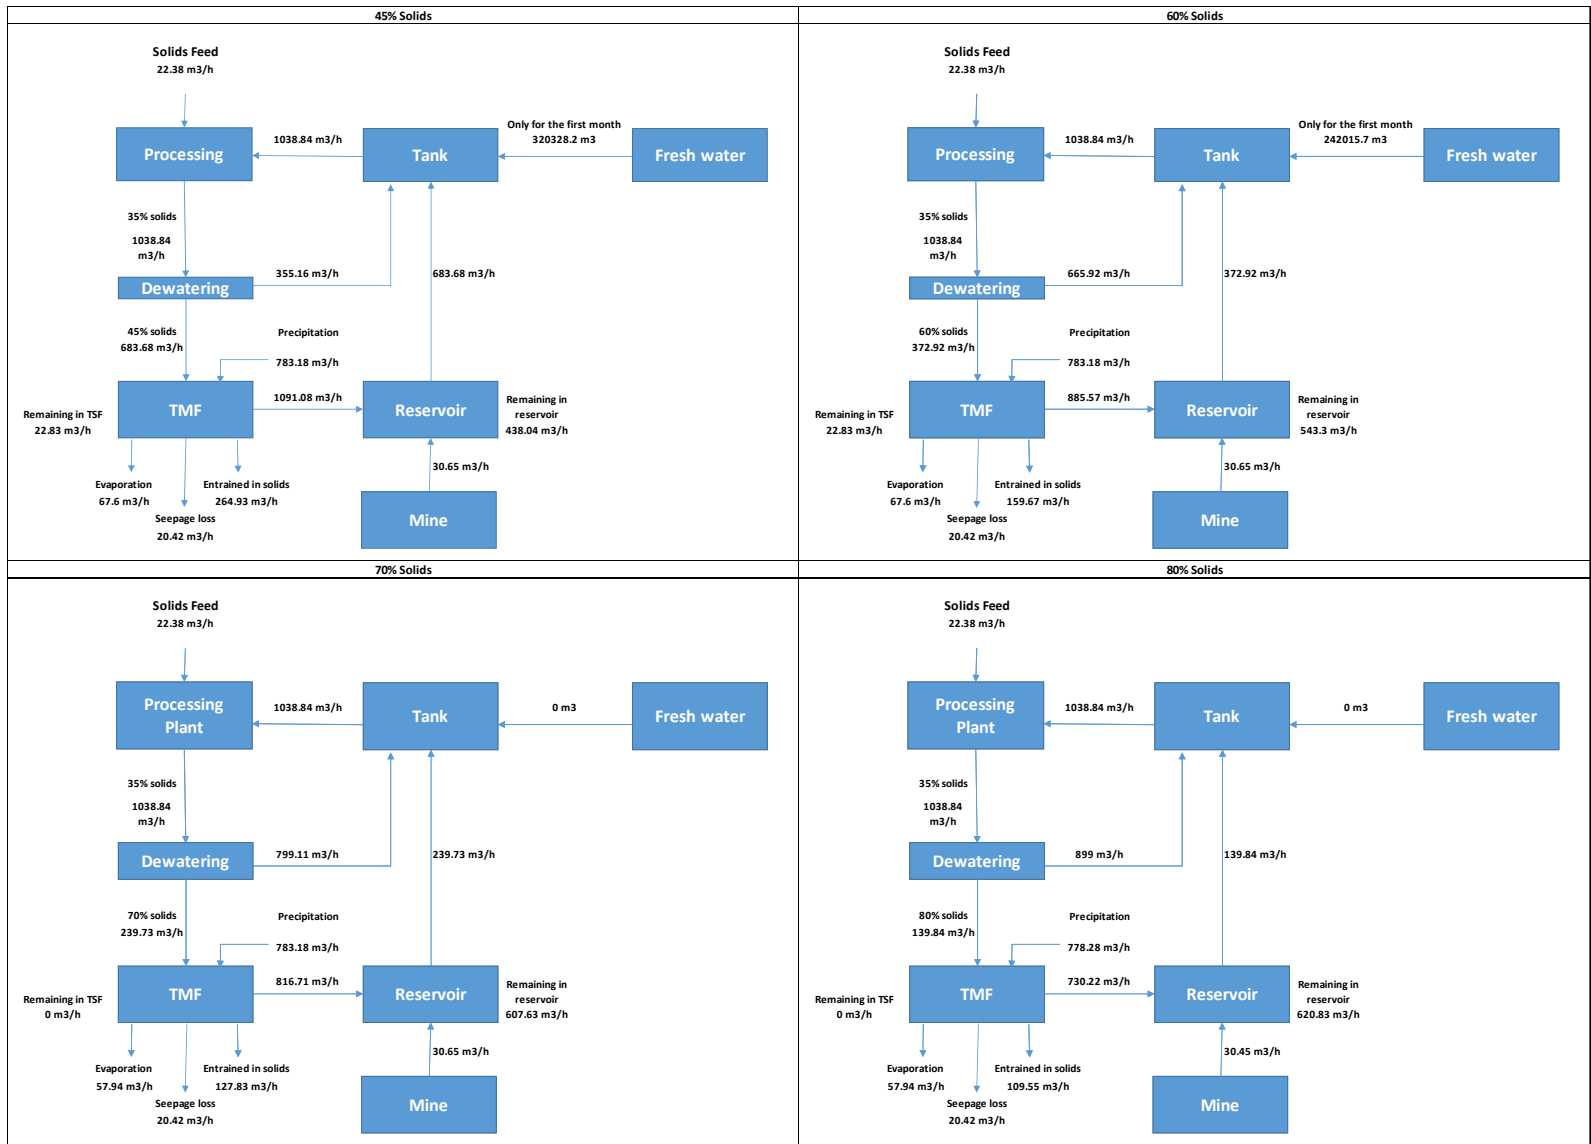 45% Solids
Solids Feed
22.38 m3/h
Processing
1038.84 m3/h
Tank
Only for the first month
320328.2 m3
Fresh water
35% solids
1038.84
m3/h
Dewatering
355.16 m3/h
683.68 m3/h
45% solids
683.68 m3/h
Precipitation
783.18 m3/h
TMF
1091.08 m3/h
Reservoir
Remaining in TSF
22.83 m3/h
Remaining in
reservoir
438.04 m3/h
Evaporation
67.6 m3/h
Seepage loss
20.42 m3/h
Entrained in solids
264.93 m3/h
30.65 m3/h
Mine
60% Solids
Solids Feed
22.38 m3/h
Processing
1038.84 m3/h
Tank
Only for the first month
242015.7 m3
Fresh water
35% solids
1038.84
m3/h
Dewatering
665.92 m3/h
372.92 m3/h
60% solids
372.92 m3/h
Precipitation
783.18 m3/h
TMF
885.57 m3/h
Reservoir
Remaining in TSF
22.83 m3/h
Remaining in
reservoir
543.3 m3/h
Evaporation
67.6 m3/h
Seepage loss
20.42 m3/h
Entrained in solids
159.67 m3/h
30.65 m3/h
Mine
70% Solids
Solids Feed
22.38 m3/h
Processing
Plant
1038.84 m3/h
Tank
0 m3
Fresh water
35% solids
1038.84
m3/h
Dewatering
799.11 m3/h
239.73 m3/h
70% solids
239.73 m3/h
Precipitation
783.18 m3/h
TMF
816.71 m3/h
Reservoir
Remaining in TSF
0 m3/h
Remaining in
reservoir
607.63 m3/h
Evaporation
57.94 m3/h
Seepage loss
20.42 m3/h
Entrained in solids
127.83 m3/h
30.65 m3/h
Mine
80% Solids
Solids Feed
22.38 m3/h
Processing
Plant
1038.84 m3/h
Tank
0 m3
Fresh water
35% solids
1038.84
m3/h
Dewatering
899 m3/h
139.84 m3/h
80% solids
139.84 m3/h
Precipitation
778.28 m3/h
TMF
730.22 m3/h
Reservoir
Remaining in TSF
0 m3/h
Remaining in
reservoir
620.83 m3/h
Evaporation
57.94 m3/h
Seepage loss
20.42 m3/h
Entrained in solids
109.55 m3/h
30.45 m3/h
Mine